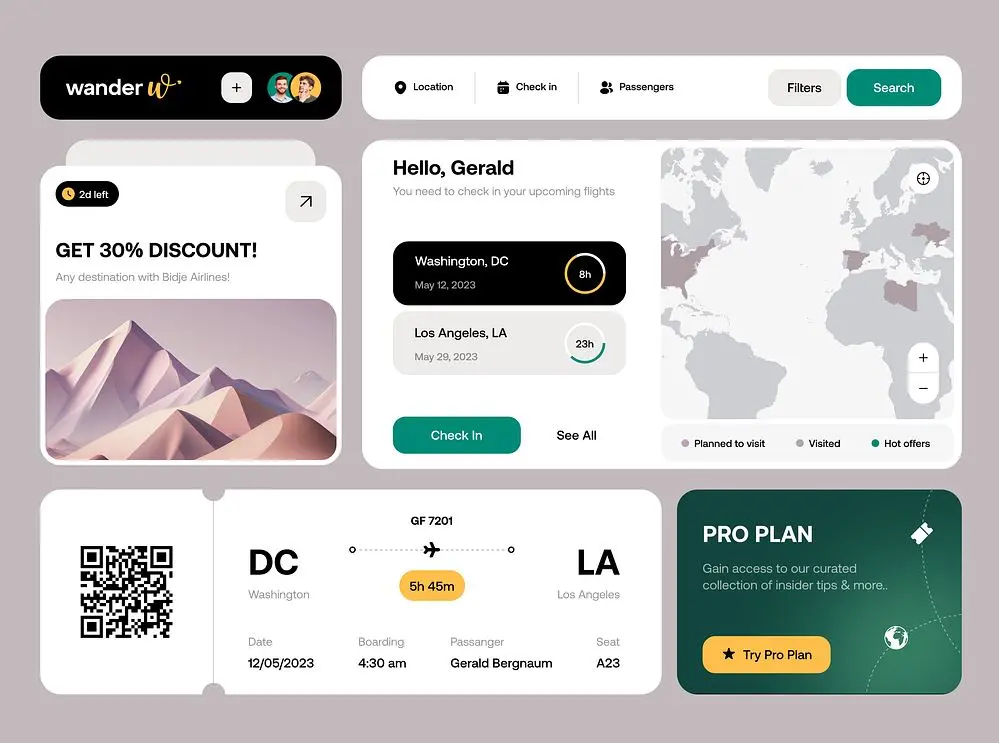 wander w
+
Location
Check in
Passengers
Filters
Search
2d left
GET 30% DISCOUNT!
Any destination with Bidje Airlines!
Hello, Gerald
You need to check in your upcoming flights
Washington, DC
May 12, 2023
8h
Los Angeles, LA
May 29, 2023
23h
Check In
See All
+
−
Planned to visit
Visited
Hot offers
GF 7201
DC
Washington
5h 45m
LA
Los Angeles
Date
12/05/2023
Boarding
4:30 am
Passanger
Gerald Bergnaum
Seat
A23
PRO PLAN
Gain access to our curated
collection of insider tips & more..
Try Pro Plan